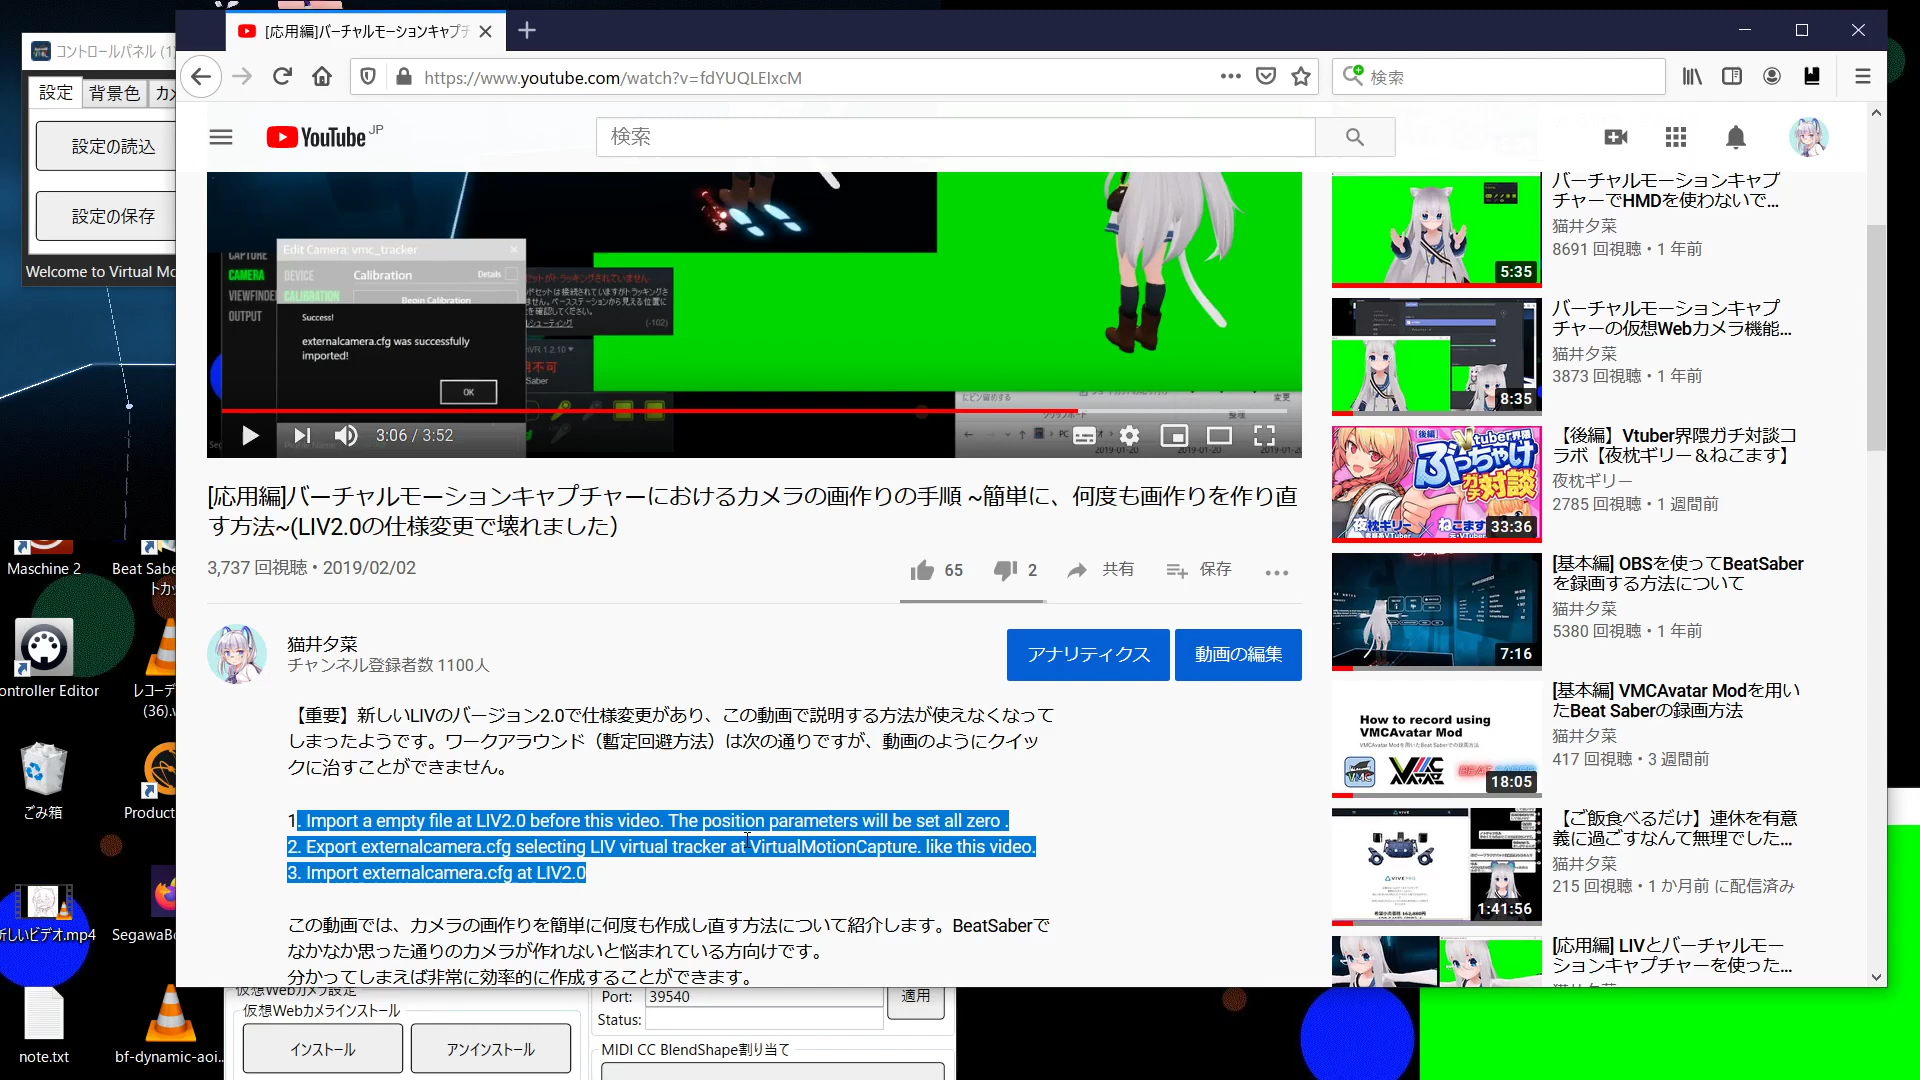 コントロールパネル (1)
設定
背景色
設定の読込
設定の保存
Welcome to Virtual Mo
[応用編]バーチャルモーションキャプチ
https://www.youtube.com/watch?v=fdYUQLEIxcM
検索
YouTube JP
検索
Edit Camera: vmc_tracker
CAPTURE
CAMERA
VIEWFINDER
OUTPUT
DEVICE
CALIBRATION
Calibration
Details
Begin Calibration
Success!
externalcamera.cfg was successfully
imported!
OK
(-102)
3:06 / 3:52
2019-01-20
2019-01-20
[応用編]バーチャルモーションキャプチャーにおけるカメラの画作りの手順 ~簡単に、何度も画作りを作り直
す方法~(LIV2.0の仕様変更で壊れました)
3,737 回視聴・2019/02/02
65
2
共有
保存
猫井夕菜
チャンネル登録者数 1100人
アナリティクス
動画の編集
【重要】新しいLIVのバージョン2.0で仕様変更があり、この動画で説明する方法が使えなくなって
しまったようです。ワークアラウンド（暫定回避方法）は次の通りですが、動画のようにクイッ
クに治すことができません。
1. Import a empty file at LIV2.0 before this video. The position parameters will be set all zero .
2. Export externalcamera.cfg selecting LIV virtual tracker at VirtualMotionCapture. like this video.
3. Import externalcamera.cfg at LIV2.0
この動画では、カメラの画作りを簡単に何度も作成し直す方法について紹介します。BeatSaberで
なかなか思った通りのカメラが作れないと悩まれている方向けです。
分かってしまえば非常に効率的に作成することができます。
バーチャルモーションキャプ
チャーでHMDを使わないで...
猫井夕菜
8691 回視聴・1 年前
5:35
バーチャルモーションキャプ
チャーの仮想Webカメラ機能...
猫井夕菜
3873 回視聴・1 年前
8:35
【後編】Vtuber界隈ガチ対談コ
ラボ【夜枕ギリー＆ねこます】
夜枕ギリー
2785 回視聴・1 週間前
33:36
[基本編] OBSを使ってBeatSaber
を録画する方法について
猫井夕菜
5380 回視聴・1 年前
7:16
[基本編] VMCAvatar Modを用い
たBeat Saberの録画方法
猫井夕菜
417 回視聴・3 週間前
How to record using
VMCAvatar Mod
18:05
【ご飯食べるだけ】連休を有意
義に過ごすなんて無理でした...
猫井夕菜
215 回視聴・1 か月前 に配信済み
1:41:56
[応用編] LIVとバーチャルモー
ションキャプチャーを使った...
Maschine 2
Beat Sabe
トカッ
ontroller Editor
レコーデ
(36).w
ごみ箱
Product
新しいビデオ.mp4
SegawaBo
note.txt
bf-dynamic-aoi...
仮想Webカメラ設定
仮想Webカメラインストール
インストール
アンインストール
Port:
39540
適用
Status:
MIDI CC BlendShape割り当て